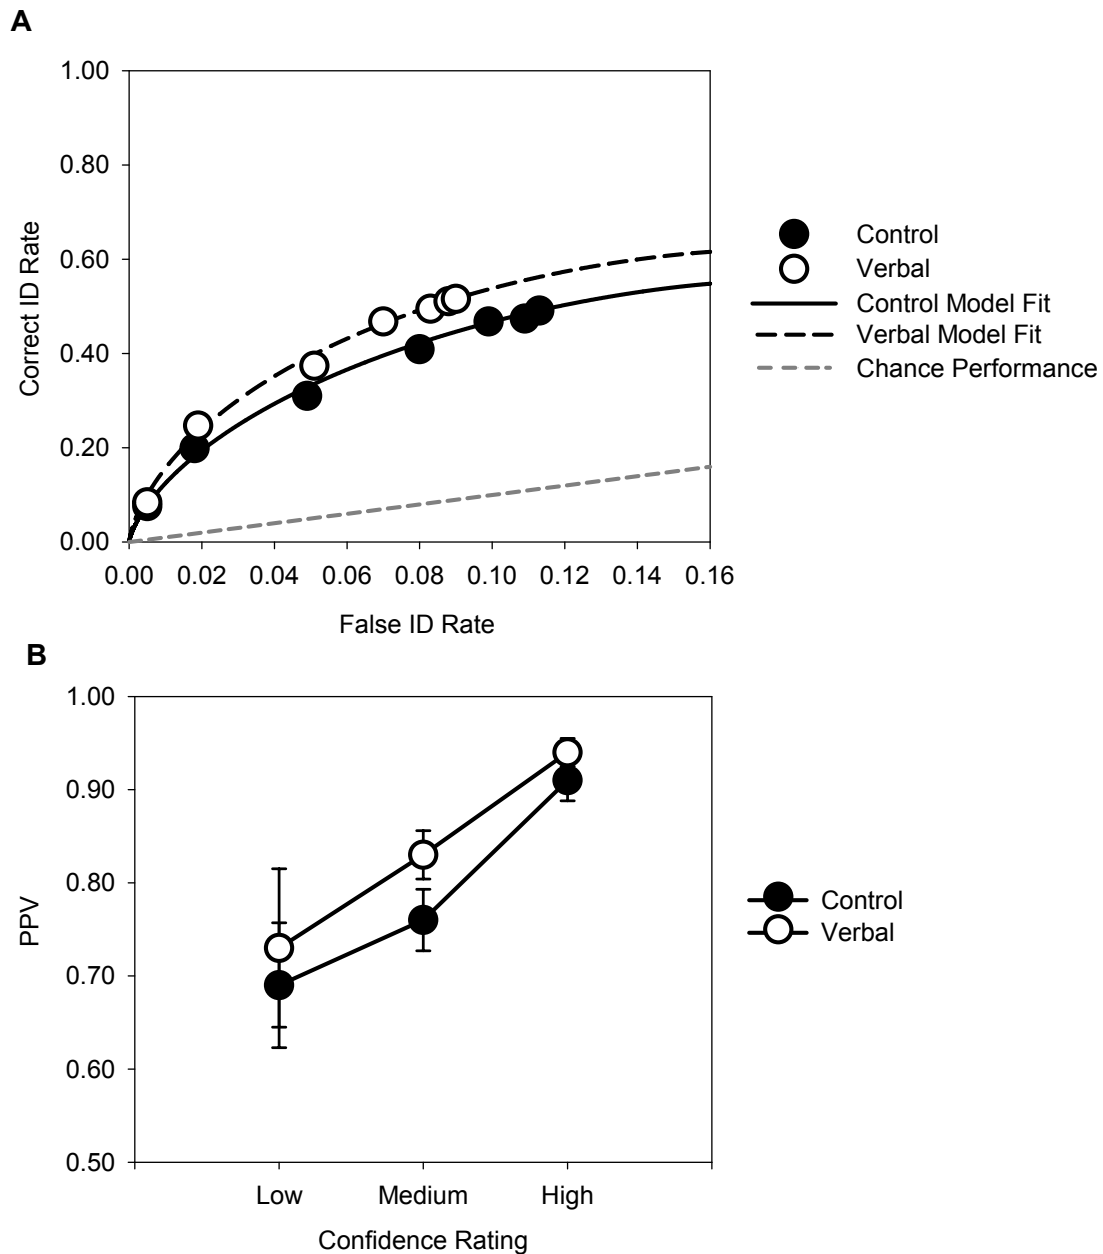 A
1.00
0.80
0.60
0.40
0.20
0.00
Correct ID Rate
0.00 0.02 0.04 0.06 0.08 0.10 0.12 0.14 0.16
False ID Rate
Control
Verbal
Control Model Fit
Verbal Model Fit
Chance Performance
B
1.00
0.90
0.80
0.70
0.60
0.50
PPV
Low Medium High
Confidence Rating
Control
Verbal